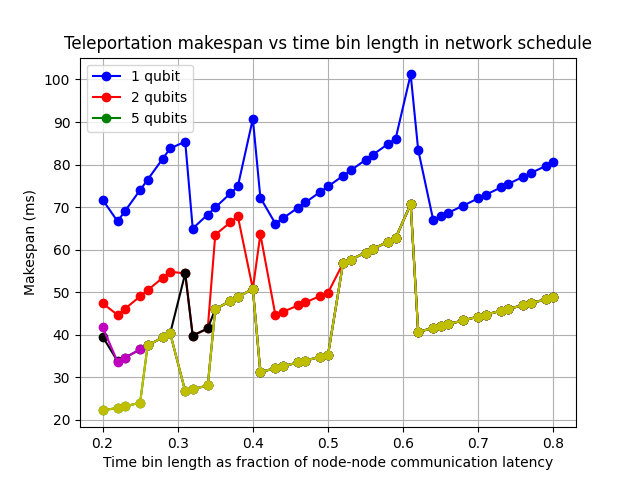 Teleportation makespan vs time bin length in network schedule
1 qubit
2 qubits
5 qubits
Makespan (ms)
100
90
80
70
60
50
40
30
20
0.2 0.3 0.4 0.5 0.6 0.7 0.8
Time bin length as fraction of node-node communication latency